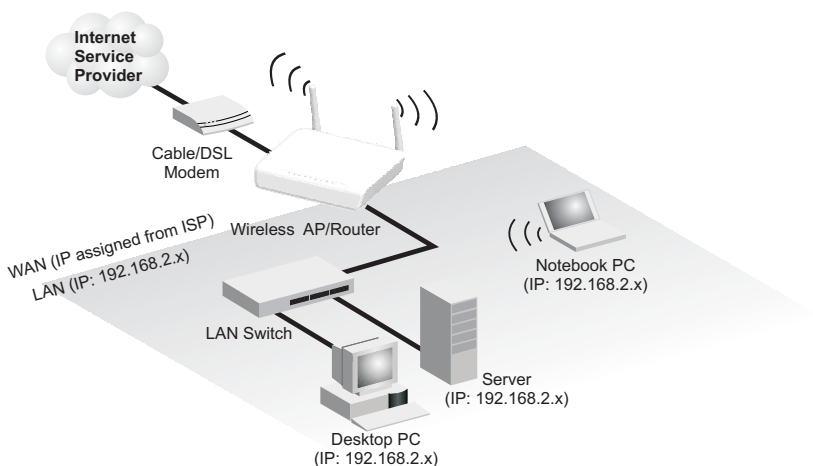 Internet
Service
Provider
Cable/DSL
Modem
Wireless AP/Router
WAN (IP assigned from ISP)
LAN (IP: 192.168.2.x)
Notebook PC
(IP: 192.168.2.x)
LAN Switch
Server
(IP: 192.168.2.x)
Desktop PC
(IP: 192.168.2.x)